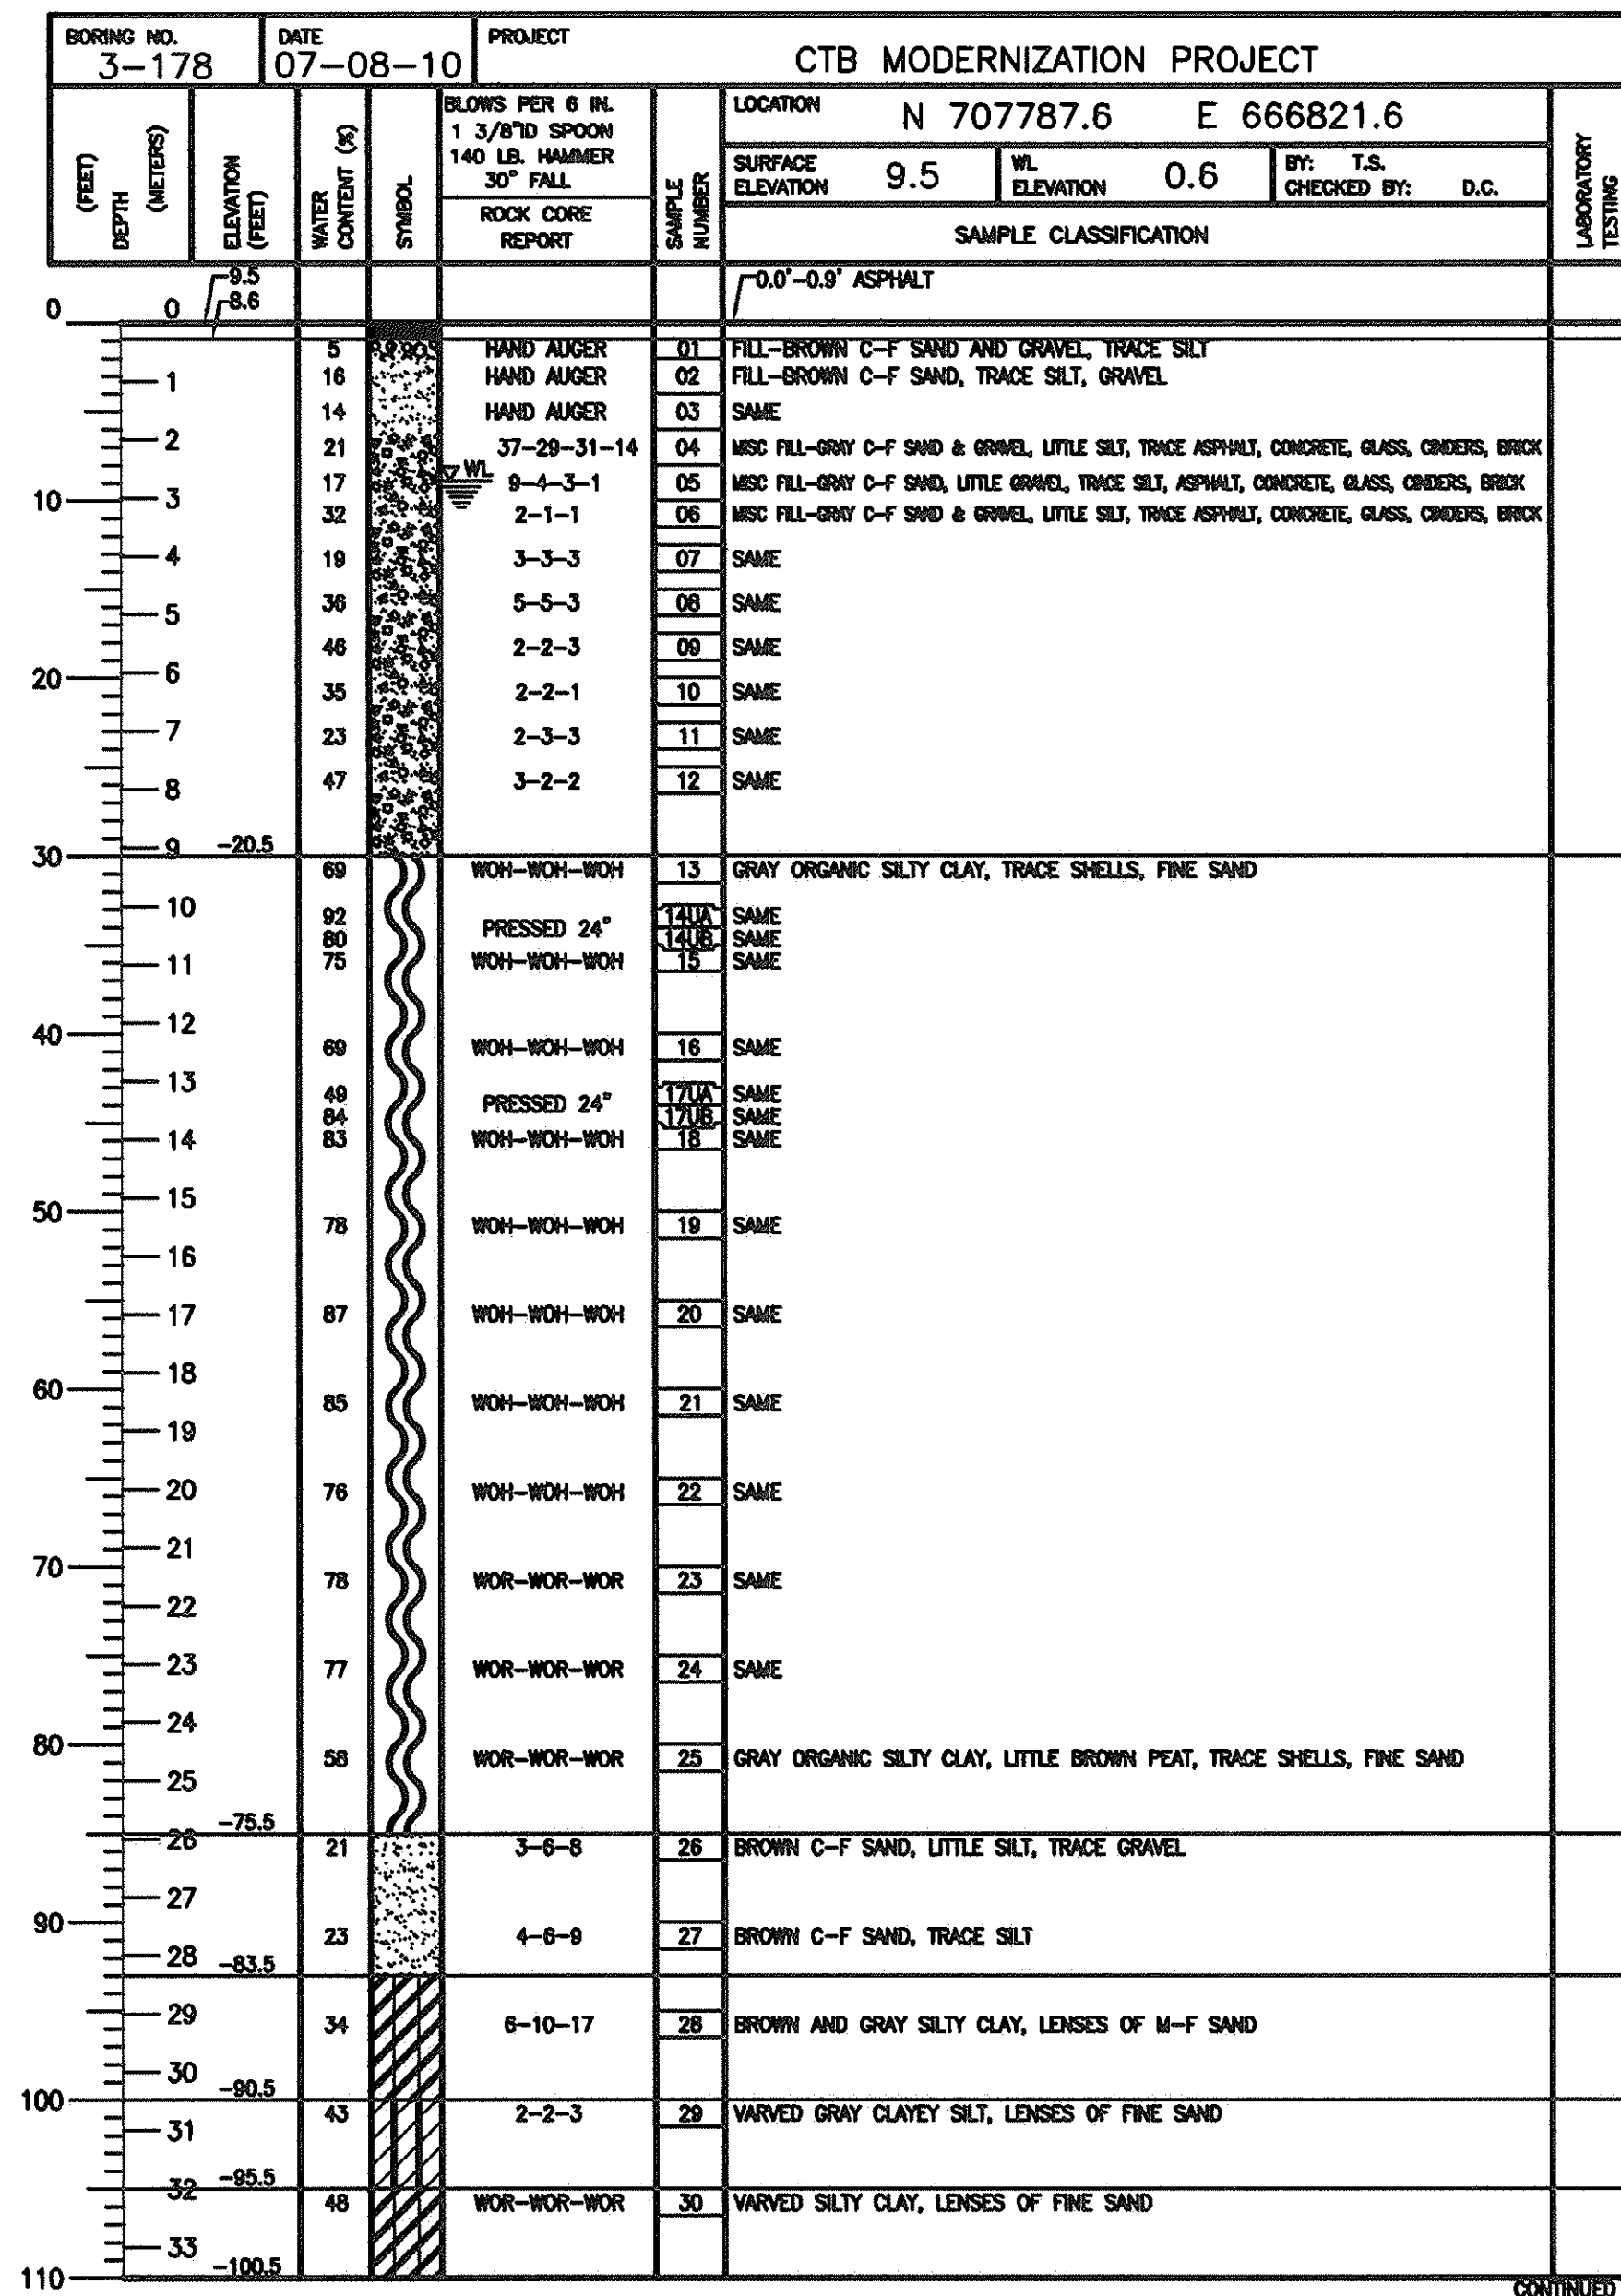 BORING NO. DATE PROJECT
3-178 07-08-10 CTB MODERNIZATION PROJECT
(FEET) DEPTH (METERS)
ELEVATION (FEET)
WATER CONTENT (%)
SYMBOL
BLOWS PER 6 IN.
1 3/8"ID SPOON
140 LB. HAMMER
30" FALL
ROCK CORE
REPORT
SAMPLE NUMBER
LOCATION N 707787.6 E 666821.6
SURFACE ELEVATION 9.5 WL ELEVATION 0.6 BY: T.S. CHECKED BY: D.C.
SAMPLE CLASSIFICATION
LABORATORY TESTING
9.5 0.0'-0.9' ASPHALT
0 0 8.6
5 HAND AUGER 01 FILL-BROWN C-F SAND AND GRAVEL, TRACE SILT
1 16 HAND AUGER 02 FILL-BROWN C-F SAND, TRACE SILT, GRAVEL
14 HAND AUGER 03 SAME
2 21 37-29-31-14 04 MISC FILL-GRAY C-F SAND & GRAVEL, LITTLE SILT, TRACE ASPHALT, CONCRETE, GLASS, CINDERS, BRICK
WL
10 3 17 9-4-3-1 05 MISC FILL-GRAY C-F SAND, LITTLE GRAVEL, TRACE SILT, ASPHALT, CONCRETE, GLASS, CINDERS, BRICK
32 2-1-1 06 MISC FILL-GRAY C-F SAND & GRAVEL, LITTLE SILT, TRACE ASPHALT, CONCRETE, GLASS, CINDERS, BRICK
4 19 3-3-3 07 SAME
5 36 5-5-3 08 SAME
46 2-2-3 09 SAME
20 6 35 2-2-1 10 SAME
7 23 2-3-3 11 SAME
8 47 3-2-2 12 SAME
30 9 -20.5
69 WOH-WOH-WOH 13 GRAY ORGANIC SILTY CLAY, TRACE SHELLS, FINE SAND
10 92 PRESSED 24" 14UA SAME
80 14UB SAME
11 75 WOH-WOH-WOH 15 SAME
12
40 69 WOH-WOH-WOH 16 SAME
13 49 PRESSED 24" 17UA SAME
84 17UB SAME
14 83 WOH-WOH-WOH 18 SAME
15
50 78 WOH-WOH-WOH 19 SAME
16
17 87 WOH-WOH-WOH 20 SAME
18
60 85 WOH-WOH-WOH 21 SAME
19
20 76 WOH-WOH-WOH 22 SAME
21
70 78 WOR-WOR-WOR 23 SAME
22
23 77 WOR-WOR-WOR 24 SAME
24
80 58 WOR-WOR-WOR 25 GRAY ORGANIC SILTY CLAY, LITTLE BROWN PEAT, TRACE SHELLS, FINE SAND
25
-75.5
26 21 3-6-8 26 BROWN C-F SAND, LITTLE SILT, TRACE GRAVEL
27
90 23 4-6-9 27 BROWN C-F SAND, TRACE SILT
28 -83.5
29 34 6-10-17 28 BROWN AND GRAY SILTY CLAY, LENSES OF M-F SAND
30 -90.5
100 43 2-2-3 29 VARVED GRAY CLAYEY SILT, LENSES OF FINE SAND
31
32 -95.5
48 WOR-WOR-WOR 30 VARVED SILTY CLAY, LENSES OF FINE SAND
33 -100.5
110
CONTINUED